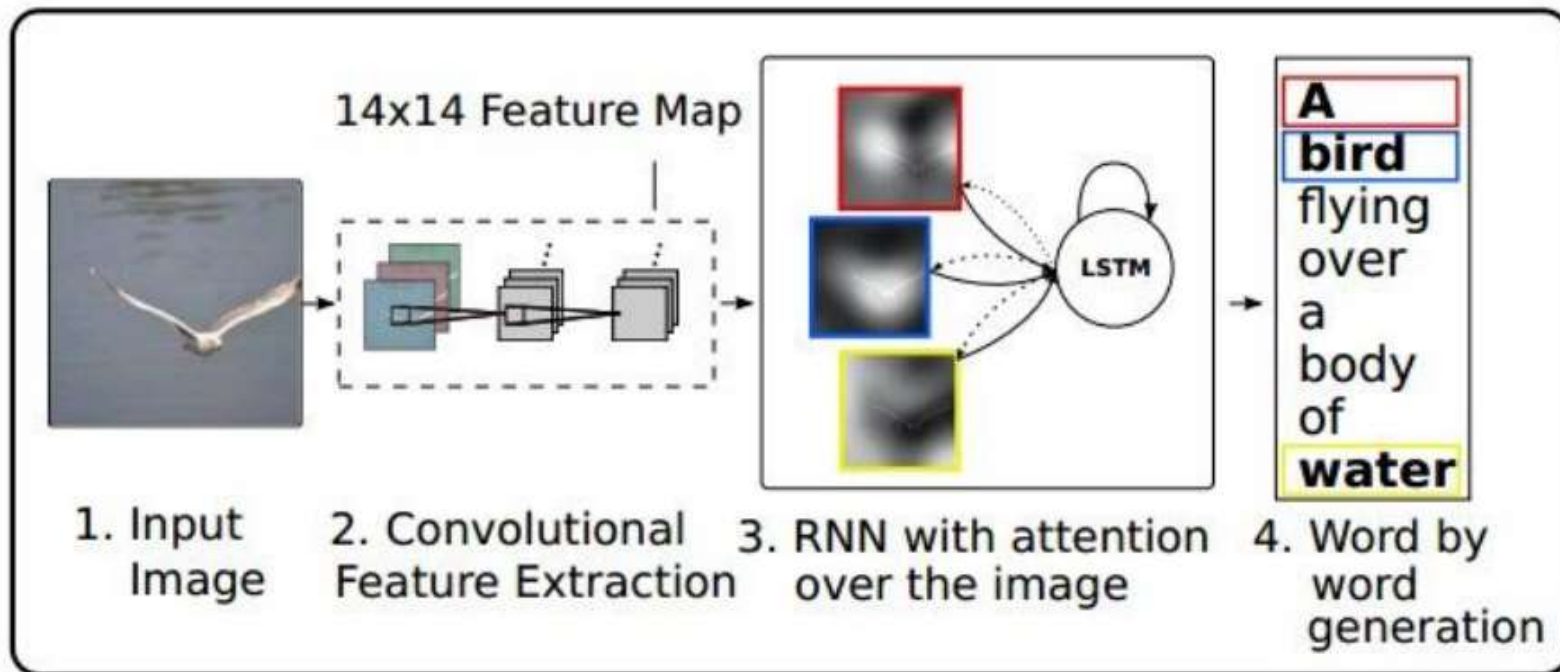 14x14 Feature Map
LSTM
A
bird
flying
over
a
body
of
water
1. Input
Image
2. Convolutional
Feature Extraction
3. RNN with attention
over the image
4. Word by
word
generation